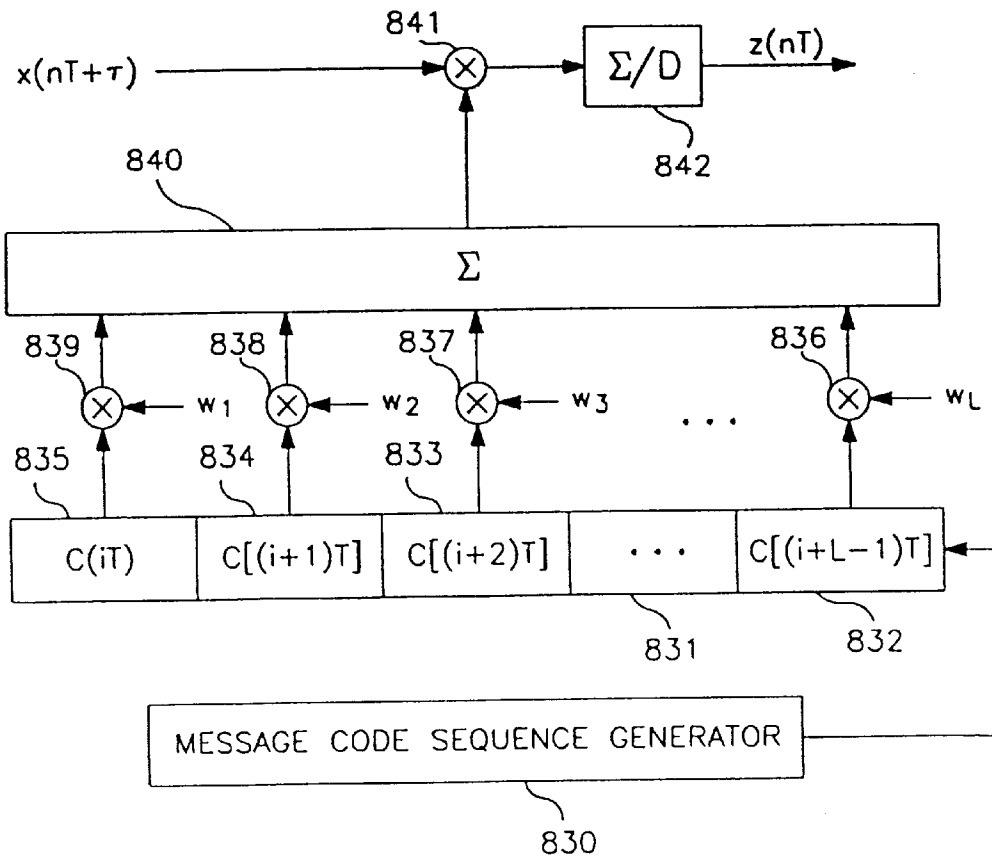 841
x(nT+τ)
Σ/D
z(nT)
842
840
Σ
839
838
837
836
w1
w2
w3
...
wL
835
834
833
C(iT)
C[(i+1)T]
C[(i+2)T]
...
C[(i+L-1)T]
831
832
MESSAGE CODE SEQUENCE GENERATOR
830